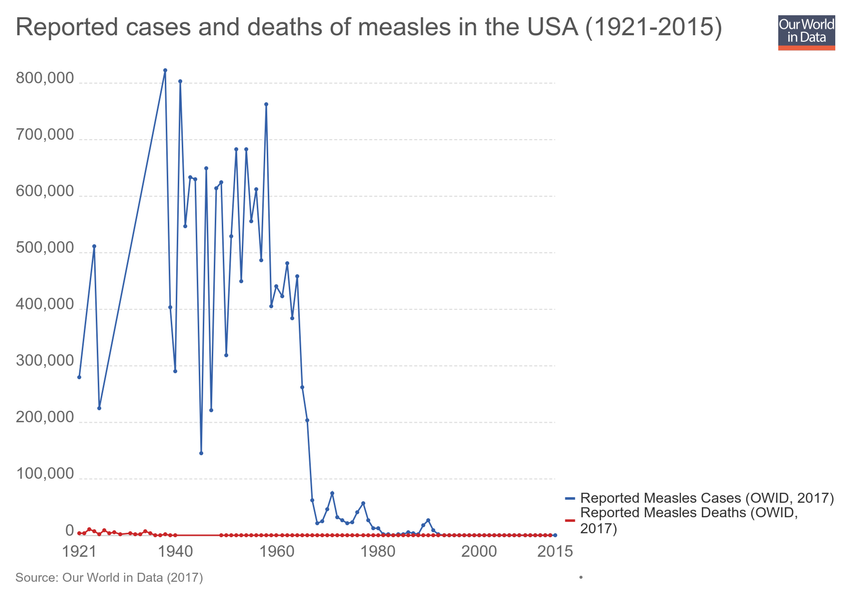 Reported cases and deaths of measles in the USA (1921-2015)
Our World
in Data
800,000
700,000
600,000
500,000
400,000
300,000
200,000
100,000
0
1921
1940
1960
1980
2000
2015
Reported Measles Cases (OWID, 2017)
Reported Measles Deaths (OWID,
2017)
Source: Our World in Data (2017)